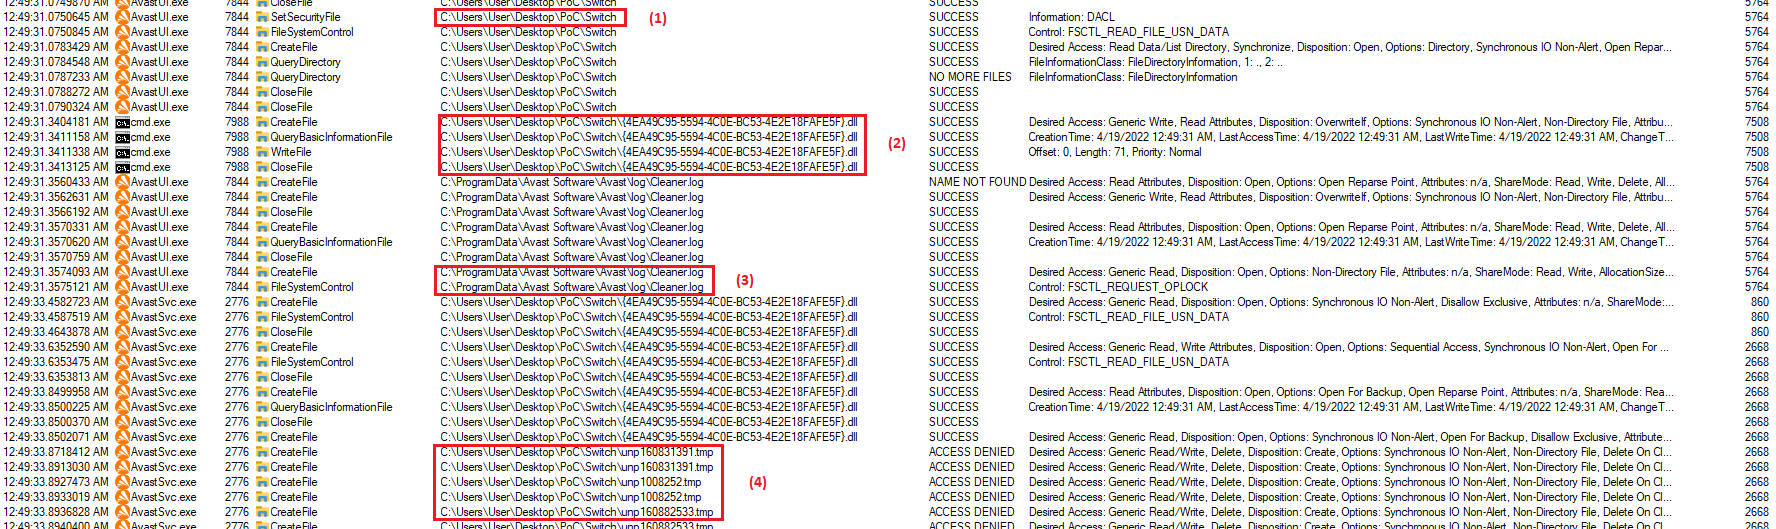 12:49:31.0749870 AM AvastUI.exe 7844 CloseFile C:\Users\User\Desktop\PoC\Switch SUCCESS 5764
12:49:31.0750645 AM AvastUI.exe 7844 SetSecurityFile C:\Users\User\Desktop\PoC\Switch (1) SUCCESS Information: DACL 5764
12:49:31.0750845 AM AvastUI.exe 7844 FileSystemControl C:\Users\User\Desktop\PoC\Switch SUCCESS Control: FSCTL_READ_FILE_USN_DATA 5764
12:49:31.0783429 AM AvastUI.exe 7844 CreateFile C:\Users\User\Desktop\PoC\Switch SUCCESS Desired Access: Read Data/List Directory, Synchronize, Disposition: Open, Options: Directory, Synchronous IO Non-Alert, Open Repar... 5764
12:49:31.0784548 AM AvastUI.exe 7844 QueryDirectory C:\Users\User\Desktop\PoC\Switch SUCCESS FileInformationClass: FileDirectoryInformation, 1: ., 2: .. 5764
12:49:31.0787233 AM AvastUI.exe 7844 QueryDirectory C:\Users\User\Desktop\PoC\Switch NO MORE FILES FileInformationClass: FileDirectoryInformation 5764
12:49:31.0788272 AM AvastUI.exe 7844 CloseFile C:\Users\User\Desktop\PoC\Switch SUCCESS 5764
12:49:31.0790324 AM AvastUI.exe 7844 CloseFile C:\Users\User\Desktop\PoC\Switch SUCCESS 5764
12:49:31.3404181 AM cmd.exe 7988 CreateFile C:\Users\User\Desktop\PoC\Switch\{4EA49C95-5594-4C0E-BC53-4E2E18FAFE5F}.dll SUCCESS Desired Access: Generic Write, Read Attributes, Disposition: OverwriteIf, Options: Synchronous IO Non-Alert, Non-Directory File, Attribu... 7508
12:49:31.3411158 AM cmd.exe 7988 QueryBasicInformationFile C:\Users\User\Desktop\PoC\Switch\{4EA49C95-5594-4C0E-BC53-4E2E18FAFE5F}.dll (2) SUCCESS CreationTime: 4/19/2022 12:49:31 AM, LastAccessTime: 4/19/2022 12:49:31 AM, LastWriteTime: 4/19/2022 12:49:31 AM, ChangeT... 7508
12:49:31.3411338 AM cmd.exe 7988 WriteFile C:\Users\User\Desktop\PoC\Switch\{4EA49C95-5594-4C0E-BC53-4E2E18FAFE5F}.dll SUCCESS Offset: 0, Length: 71, Priority: Normal 7508
12:49:31.3413125 AM cmd.exe 7988 CloseFile C:\Users\User\Desktop\PoC\Switch\{4EA49C95-5594-4C0E-BC53-4E2E18FAFE5F}.dll SUCCESS 7508
12:49:31.3560433 AM AvastUI.exe 7844 CreateFile C:\ProgramData\Avast Software\Avast\log\Cleaner.log NAME NOT FOUND Desired Access: Read Attributes, Disposition: Open, Options: Open Reparse Point, Attributes: n/a, ShareMode: Read, Write, Delete, All... 5764
12:49:31.3562631 AM AvastUI.exe 7844 CreateFile C:\ProgramData\Avast Software\Avast\log\Cleaner.log SUCCESS Desired Access: Generic Write, Read Attributes, Disposition: OverwriteIf, Options: Synchronous IO Non-Alert, Non-Directory File, Attribu... 5764
12:49:31.3566192 AM AvastUI.exe 7844 CloseFile C:\ProgramData\Avast Software\Avast\log\Cleaner.log SUCCESS 5764
12:49:31.3570331 AM AvastUI.exe 7844 CreateFile C:\ProgramData\Avast Software\Avast\log\Cleaner.log SUCCESS Desired Access: Read Attributes, Disposition: Open, Options: Open Reparse Point, Attributes: n/a, ShareMode: Read, Write, Delete, All... 5764
12:49:31.3570620 AM AvastUI.exe 7844 QueryBasicInformationFile C:\ProgramData\Avast Software\Avast\log\Cleaner.log SUCCESS CreationTime: 4/19/2022 12:49:31 AM, LastAccessTime: 4/19/2022 12:49:31 AM, LastWriteTime: 4/19/2022 12:49:31 AM, ChangeT... 5764
12:49:31.3570759 AM AvastUI.exe 7844 CloseFile C:\ProgramData\Avast Software\Avast\log\Cleaner.log SUCCESS 5764
12:49:31.3574093 AM AvastUI.exe 7844 CreateFile C:\ProgramData\Avast Software\Avast\log\Cleaner.log (3) SUCCESS Desired Access: Generic Read, Disposition: Open, Options: Non-Directory File, Attributes: n/a, ShareMode: Read, Write, AllocationSize... 5764
12:49:31.3575121 AM AvastUI.exe 7844 FileSystemControl C:\ProgramData\Avast Software\Avast\log\Cleaner.log SUCCESS Control: FSCTL_REQUEST_OPLOCK 5764
12:49:33.4582723 AM AvastSvc.exe 2776 CreateFile C:\Users\User\Desktop\PoC\Switch\{4EA49C95-5594-4C0E-BC53-4E2E18FAFE5F}.dll SUCCESS Desired Access: Generic Read, Disposition: Open, Options: Synchronous IO Non-Alert, Disallow Exclusive, Attributes: n/a, ShareMode:... 860
12:49:33.4587519 AM AvastSvc.exe 2776 FileSystemControl C:\Users\User\Desktop\PoC\Switch\{4EA49C95-5594-4C0E-BC53-4E2E18FAFE5F}.dll SUCCESS Control: FSCTL_READ_FILE_USN_DATA 860
12:49:33.4643878 AM AvastSvc.exe 2776 CloseFile C:\Users\User\Desktop\PoC\Switch\{4EA49C95-5594-4C0E-BC53-4E2E18FAFE5F}.dll SUCCESS 860
12:49:33.6352590 AM AvastSvc.exe 2776 CreateFile C:\Users\User\Desktop\PoC\Switch\{4EA49C95-5594-4C0E-BC53-4E2E18FAFE5F}.dll SUCCESS Desired Access: Generic Read, Write Attributes, Disposition: Open, Options: Sequential Access, Synchronous IO Non-Alert, Open For ... 2668
12:49:33.6353475 AM AvastSvc.exe 2776 FileSystemControl C:\Users\User\Desktop\PoC\Switch\{4EA49C95-5594-4C0E-BC53-4E2E18FAFE5F}.dll SUCCESS Control: FSCTL_READ_FILE_USN_DATA 2668
12:49:33.6353813 AM AvastSvc.exe 2776 CloseFile C:\Users\User\Desktop\PoC\Switch\{4EA49C95-5594-4C0E-BC53-4E2E18FAFE5F}.dll SUCCESS 2668
12:49:33.8499958 AM AvastSvc.exe 2776 CreateFile C:\Users\User\Desktop\PoC\Switch\{4EA49C95-5594-4C0E-BC53-4E2E18FAFE5F}.dll SUCCESS Desired Access: Read Attributes, Disposition: Open, Options: Open For Backup, Open Reparse Point, Attributes: n/a, ShareMode: Rea... 2668
12:49:33.8500225 AM AvastSvc.exe 2776 QueryBasicInformationFile C:\Users\User\Desktop\PoC\Switch\{4EA49C95-5594-4C0E-BC53-4E2E18FAFE5F}.dll SUCCESS CreationTime: 4/19/2022 12:49:31 AM, LastAccessTime: 4/19/2022 12:49:31 AM, LastWriteTime: 4/19/2022 12:49:31 AM, ChangeT... 2668
12:49:33.8500370 AM AvastSvc.exe 2776 CloseFile C:\Users\User\Desktop\PoC\Switch\{4EA49C95-5594-4C0E-BC53-4E2E18FAFE5F}.dll SUCCESS 2668
12:49:33.8502071 AM AvastSvc.exe 2776 CreateFile C:\Users\User\Desktop\PoC\Switch\{4EA49C95-5594-4C0E-BC53-4E2E18FAFE5F}.dll SUCCESS Desired Access: Generic Read, Disposition: Open, Options: Synchronous IO Non-Alert, Open For Backup, Disallow Exclusive, Attribute... 2668
12:49:33.8718412 AM AvastSvc.exe 2776 CreateFile C:\Users\User\Desktop\PoC\Switch\unp160831391.tmp ACCESS DENIED Desired Access: Generic Read/Write, Delete, Disposition: Create, Options: Synchronous IO Non-Alert, Non-Directory File, Delete On Cl... 2668
12:49:33.8913030 AM AvastSvc.exe 2776 CreateFile C:\Users\User\Desktop\PoC\Switch\unp160831391.tmp ACCESS DENIED Desired Access: Generic Read/Write, Delete, Disposition: Create, Options: Synchronous IO Non-Alert, Non-Directory File, Delete On Cl... 2668
12:49:33.8927473 AM AvastSvc.exe 2776 CreateFile C:\Users\User\Desktop\PoC\Switch\unp1008252.tmp (4) ACCESS DENIED Desired Access: Generic Read/Write, Delete, Disposition: Create, Options: Synchronous IO Non-Alert, Non-Directory File, Delete On Cl... 2668
12:49:33.8933019 AM AvastSvc.exe 2776 CreateFile C:\Users\User\Desktop\PoC\Switch\unp1008252.tmp ACCESS DENIED Desired Access: Generic Read/Write, Delete, Disposition: Create, Options: Synchronous IO Non-Alert, Non-Directory File, Delete On Cl... 2668
12:49:33.8936828 AM AvastSvc.exe 2776 CreateFile C:\Users\User\Desktop\PoC\Switch\unp160882533.tmp ACCESS DENIED Desired Access: Generic Read/Write, Delete, Disposition: Create, Options: Synchronous IO Non-Alert, Non-Directory File, Delete On Cl... 2668
12:49:33.8940400 AM AvastSvc.exe 2776 CreateFile C:\Users\User\Desktop\PoC\Switch\unp160882533.tmp ACCESS DENIED Desired Access: Generic Read/Write, Delete, Disposition: Create, Options: Synchronous IO Non-Alert, Non-Directory File, Delete On Cl... 2668